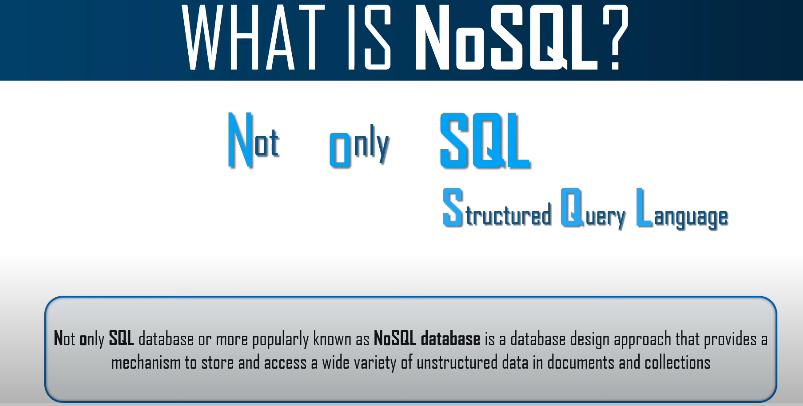 WHAT IS NoSQL?
Not only SQL
Structured Query Language
Not only SQL database or more popularly known as NoSQL database is a database design approach that provides a
mechanism to store and access a wide variety of unstructured data in documents and collections